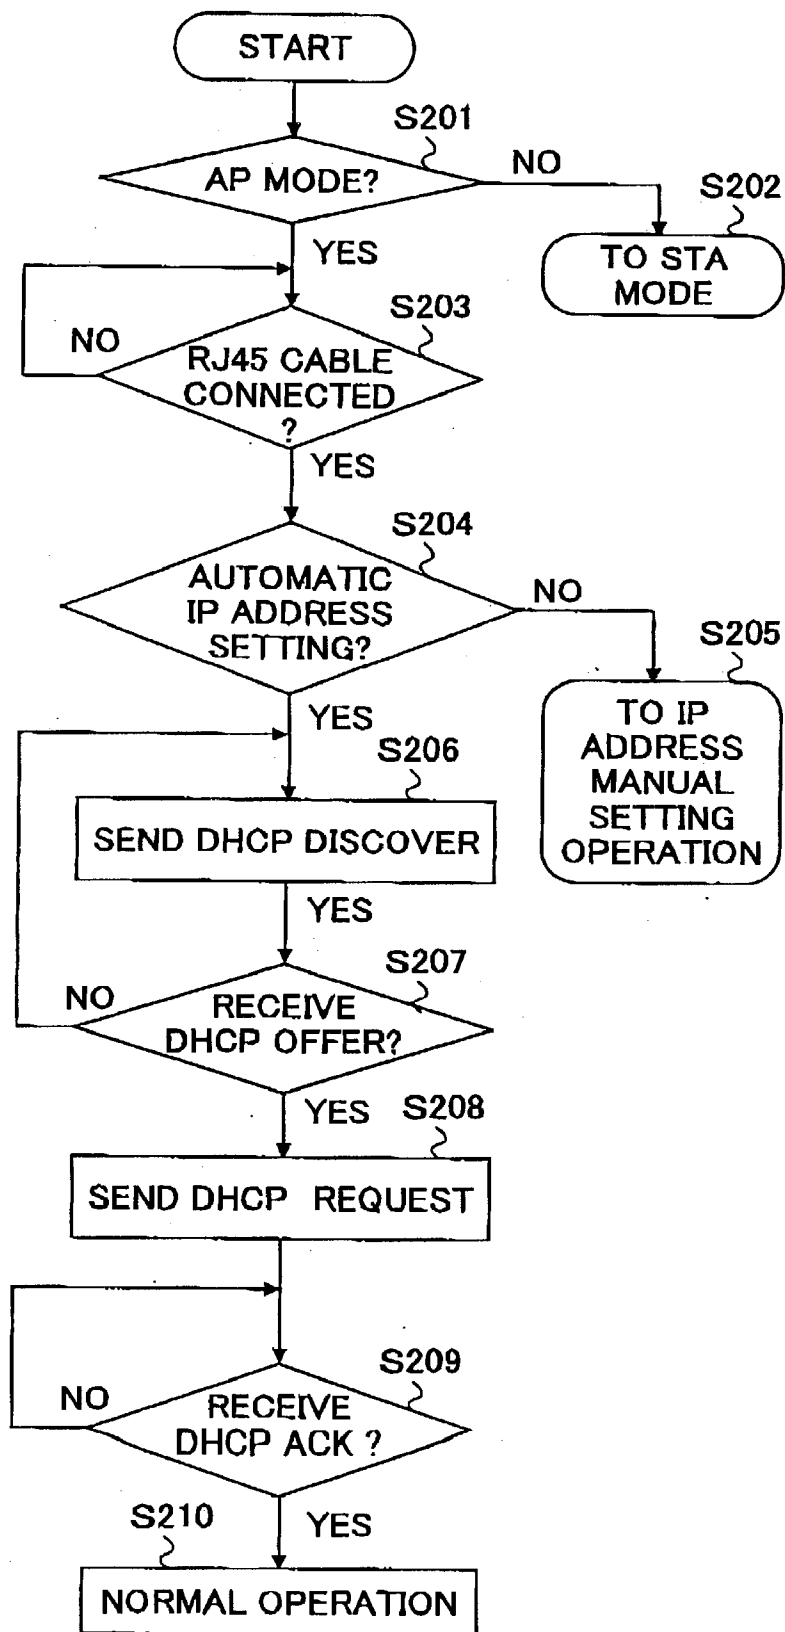 START
S201
AP MODE?
NO
S202
TO STA
MODE
YES
S203
NO
RJ45 CABLE
CONNECTED
?
YES
S204
AUTOMATIC
IP ADDRESS
SETTING?
NO
S205
TO IP
ADDRESS
MANUAL
SETTING
OPERATION
YES
S206
SEND DHCP DISCOVER
YES
S207
NO
RECEIVE
DHCP OFFER?
YES
S208
SEND DHCP REQUEST
S209
NO
RECEIVE
DHCP ACK ?
YES
S210
NORMAL OPERATION